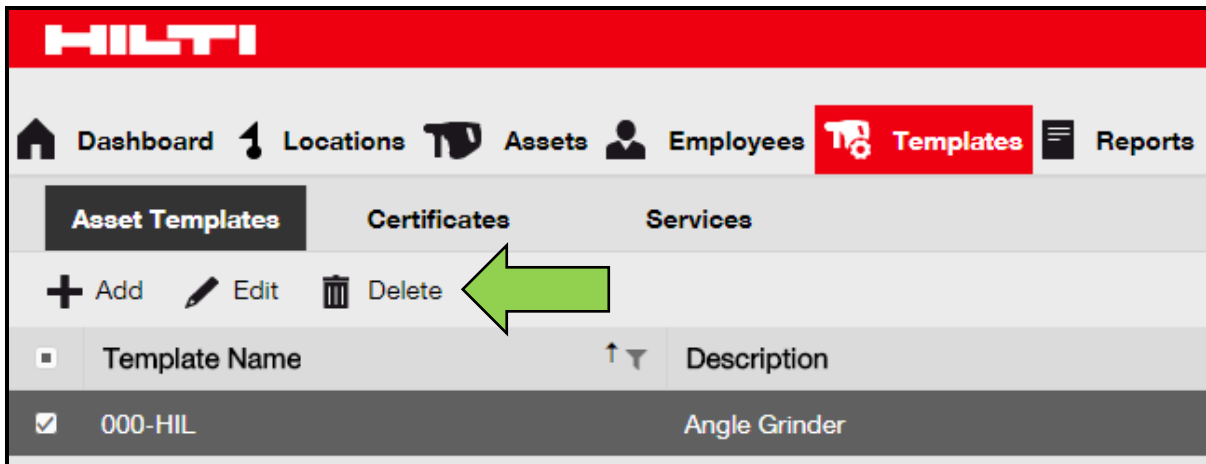 HILTI
Dashboard Locations Assets Employees Templates Reports
Asset Templates Certificates Services
Add Edit Delete
Template Name Description
000-HIL Angle Grinder